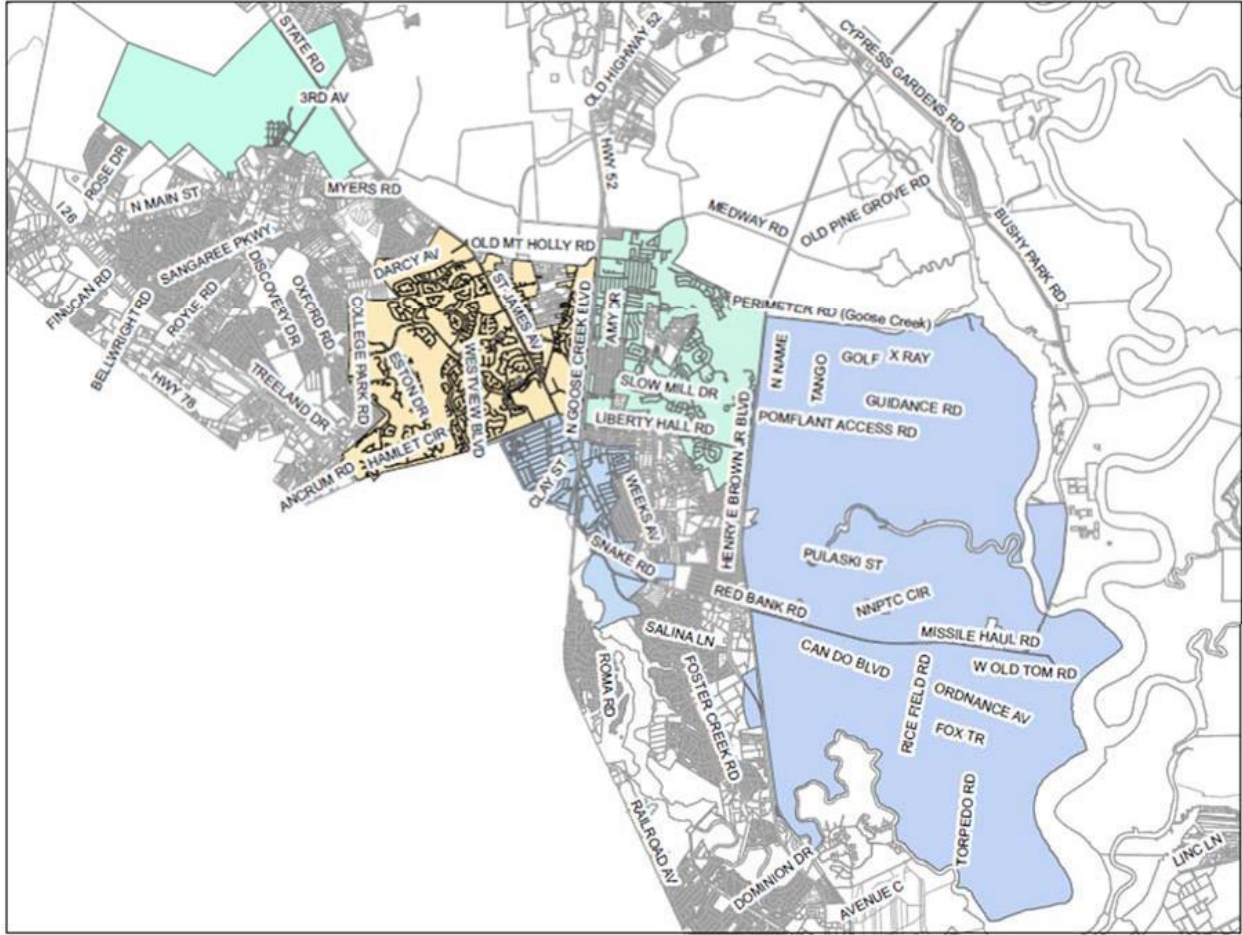 STATE RD
OLD HIGHWAY 52
CYPRESS GARDENS RD
3RD AV
ROSE DR
HWY 52
N MAIN ST
MYERS RD
I 26
MEDWAY RD
OLD PINE GROVE RD
BUSHY PARK RD
SANGAREE PKWY
OLD MT HOLLY RD
DARCY AV
FINUCAN RD
BELLWRIGHT RD
ROYLE RD
DISCOVERY DR
OXFORD RD
COLLEGE PARK RD
ST JAMES AV
N GOOSE CREEK ELVD
AMY DR
PERIMETER RD (Goose Creek)
N NAME
TANGO
GOLF
X RAY
HWY 78
TREELAND DR
ESTON DR
WESTVIEW BLVD
SLOW MILL DR
GUIDANCE RD
LIBERTY HALL RD
POMFLANT ACCESS RD
HENRY E BROWN JR BLVD
ANCRUM RD
HAMLET CIR
CLAY ST
WEEKS AV
SNAKE RD
PULASKI ST
RED BANK RD
NNPTC CIR
SALINA LN
MISSILE HAUL RD
CAN DO BLVD
W OLD TOM RD
ROMA RD
FOSTER CREEK RD
RICE FIELD RD
ORDNANCE AV
FOX TR
RAILROAD AV
TORPEDO RD
LINC LN
DOMINION DR
AVENUE C